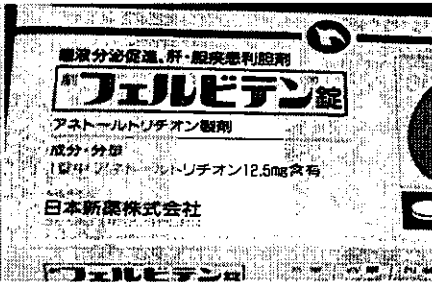 唾液分泌促進、肝・胆疾患利胆剤
劇 フェルビテン錠
アネトールトリチオン製剤
成分・分量
1錠中アネトールトリチオン12.5mg含有
日本新薬株式会社
フェルビテン錠